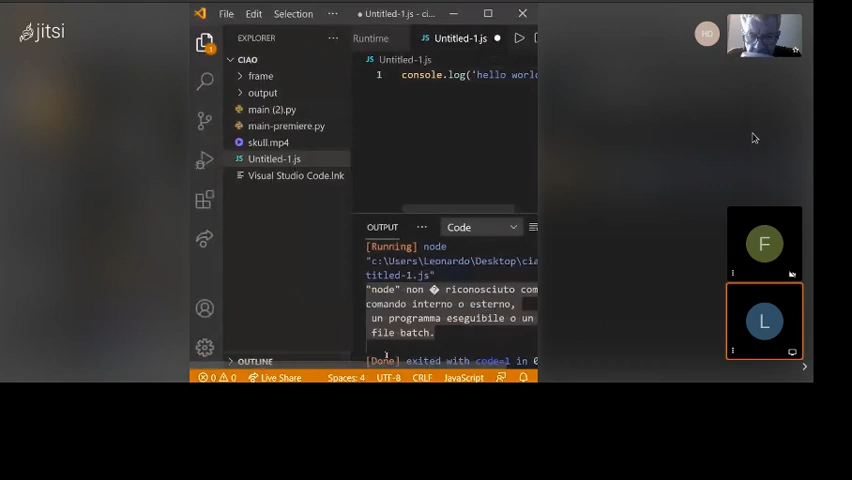 jitsi
File Edit Selection ··· ● Untitled-1.js - ci...
EXPLORER ···
Runtime
JS Untitled-1.js ●
CIAO
JS Untitled-1.js
frame
1 console.log('hello worl
output
main (2).py
main-premiere.py
skull.mp4
JS Untitled-1.js
Visual Studio Code.lnk
OUTPUT ··· Code
[Running] node
"c:\Users\Leonardo\Desktop\cia
titled-1.js"
"node" non � riconosciuto com
comando interno o esterno,
un programma eseguibile o un
file batch.
[Done] exited with code=1 in 0
OUTLINE
0 0 Live Share Spaces: 4 UTF-8 CRLF JavaScript
1
HD
F
L